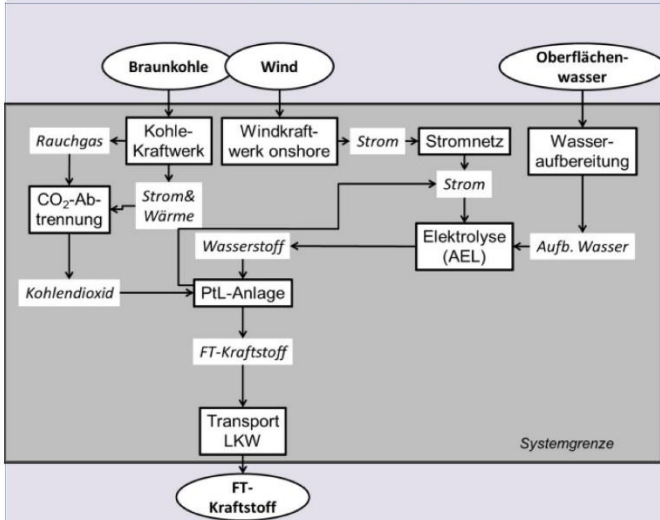 Braunkohle
Wind
Oberflächen-
wasser
Rauchgas
Kohle-
Kraftwerk
Windkraft-
werk onshore
Strom
Stromnetz
Wasser-
aufbereitung
CO₂-Ab-
trennung
Strom&
Wärme
Strom
Wasserstoff
Elektrolyse
(AEL)
Aufb. Wasser
Kohlendioxid
PtL-Anlage
FT-Kraftstoff
Transport
LKW
Systemgrenze
FT-
Kraftstoff